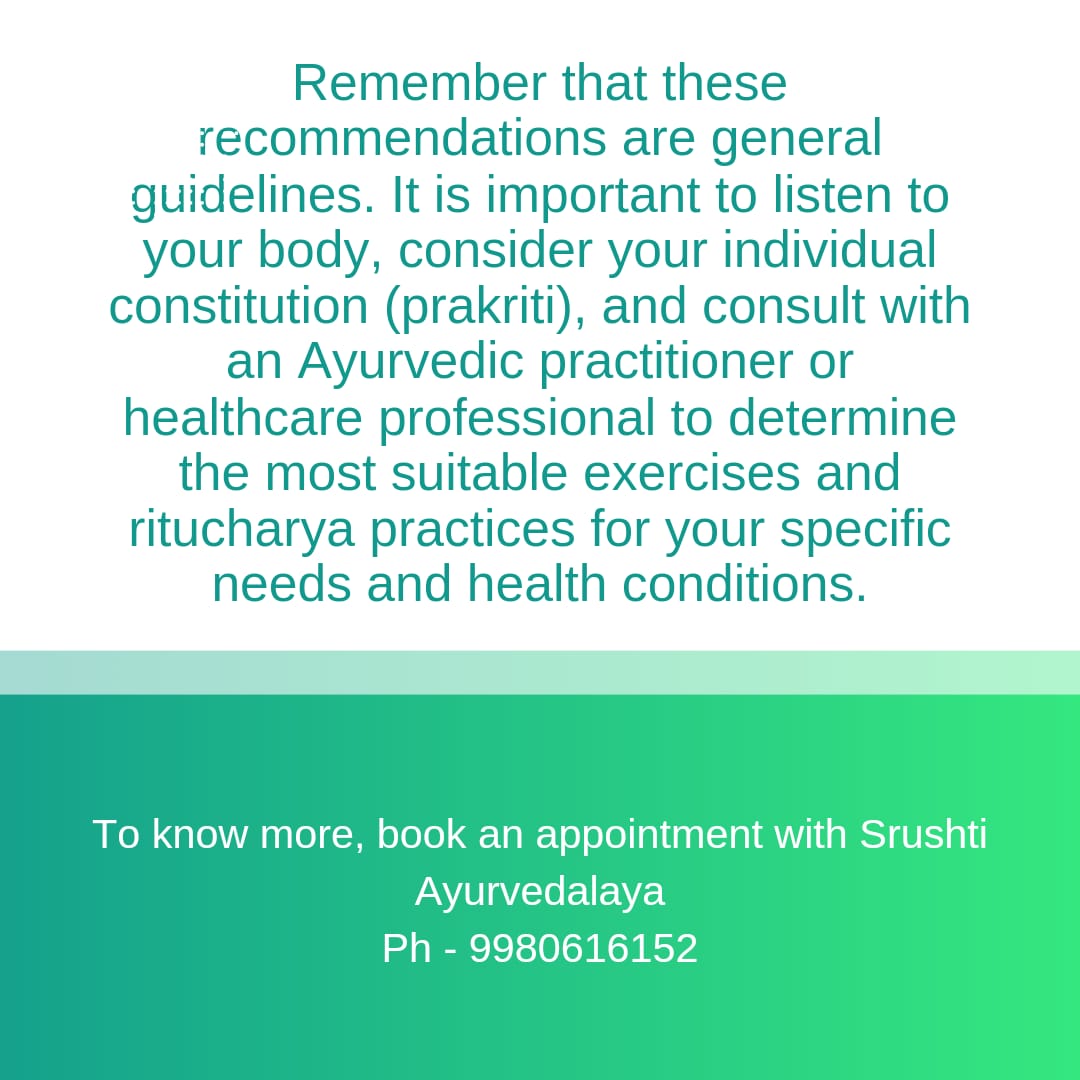 Remember that these
recommendations are general
guidelines. It is important to listen to
your body, consider your individual
constitution (prakriti), and consult with
an Ayurvedic practitioner or
healthcare professional to determine
the most suitable exercises and
ritucharya practices for your specific
needs and health conditions.
To know more, book an appointment with Srushti
Ayurvedalaya
Ph - 9980616152